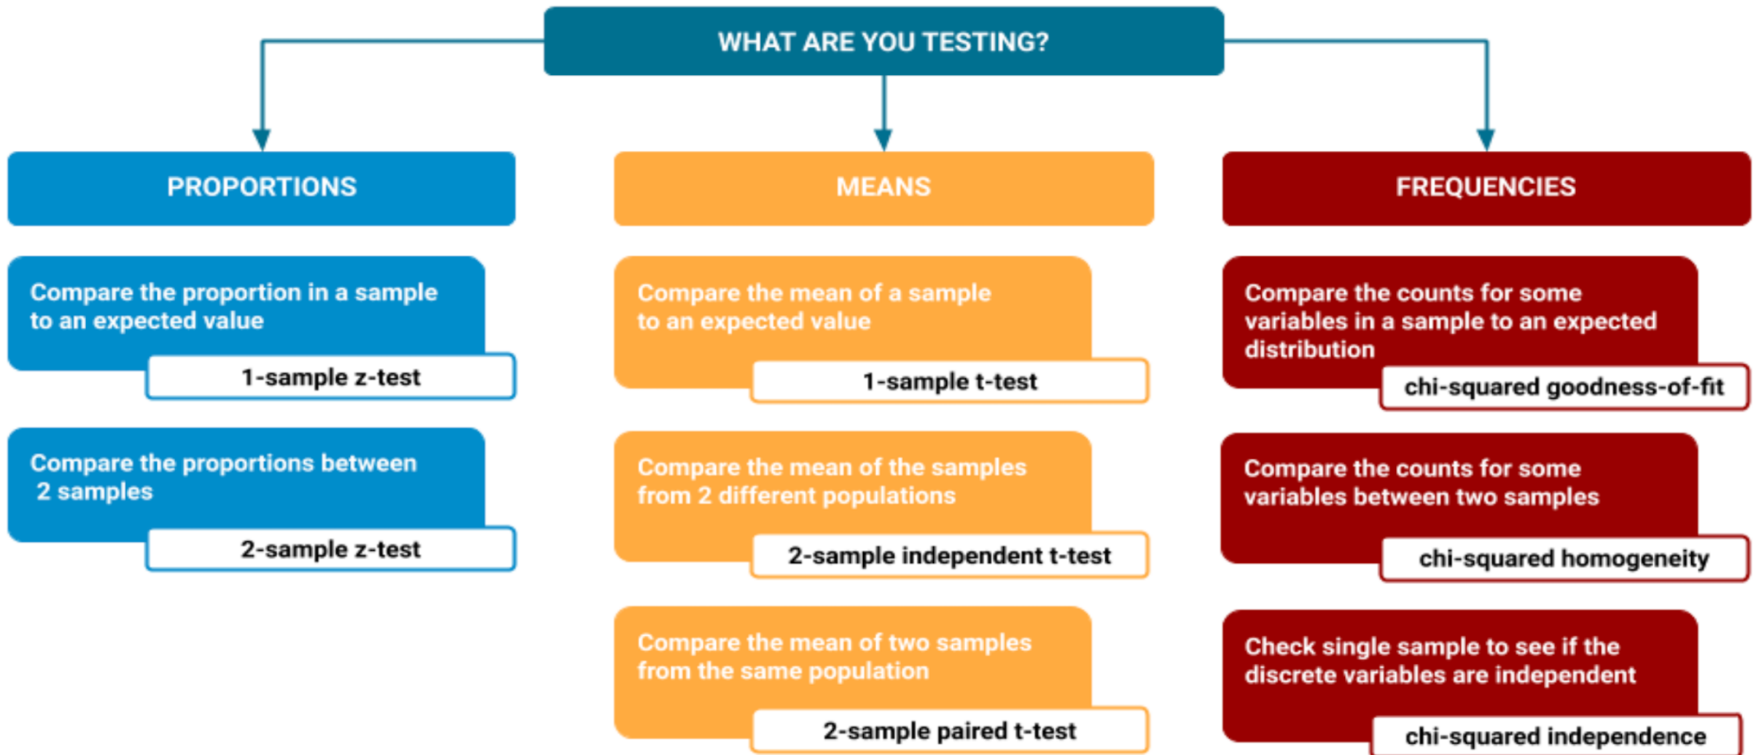 WHAT ARE YOU TESTING?
PROPORTIONS
Compare the proportion in a sample
to an expected value
1-sample z-test
Compare the proportions between
2 samples
2-sample z-test
MEANS
Compare the mean of a sample
to an expected value
1-sample t-test
Compare the mean of the samples
from 2 different populations
2-sample independent t-test
Compare the mean of two samples
from the same population
2-sample paired t-test
FREQUENCIES
Compare the counts for some
variables in a sample to an expected
distribution
chi-squared goodness-of-fit
Compare the counts for some
variables between two samples
chi-squared homogeneity
Check single sample to see if the
discrete variables are independent
chi-squared independence